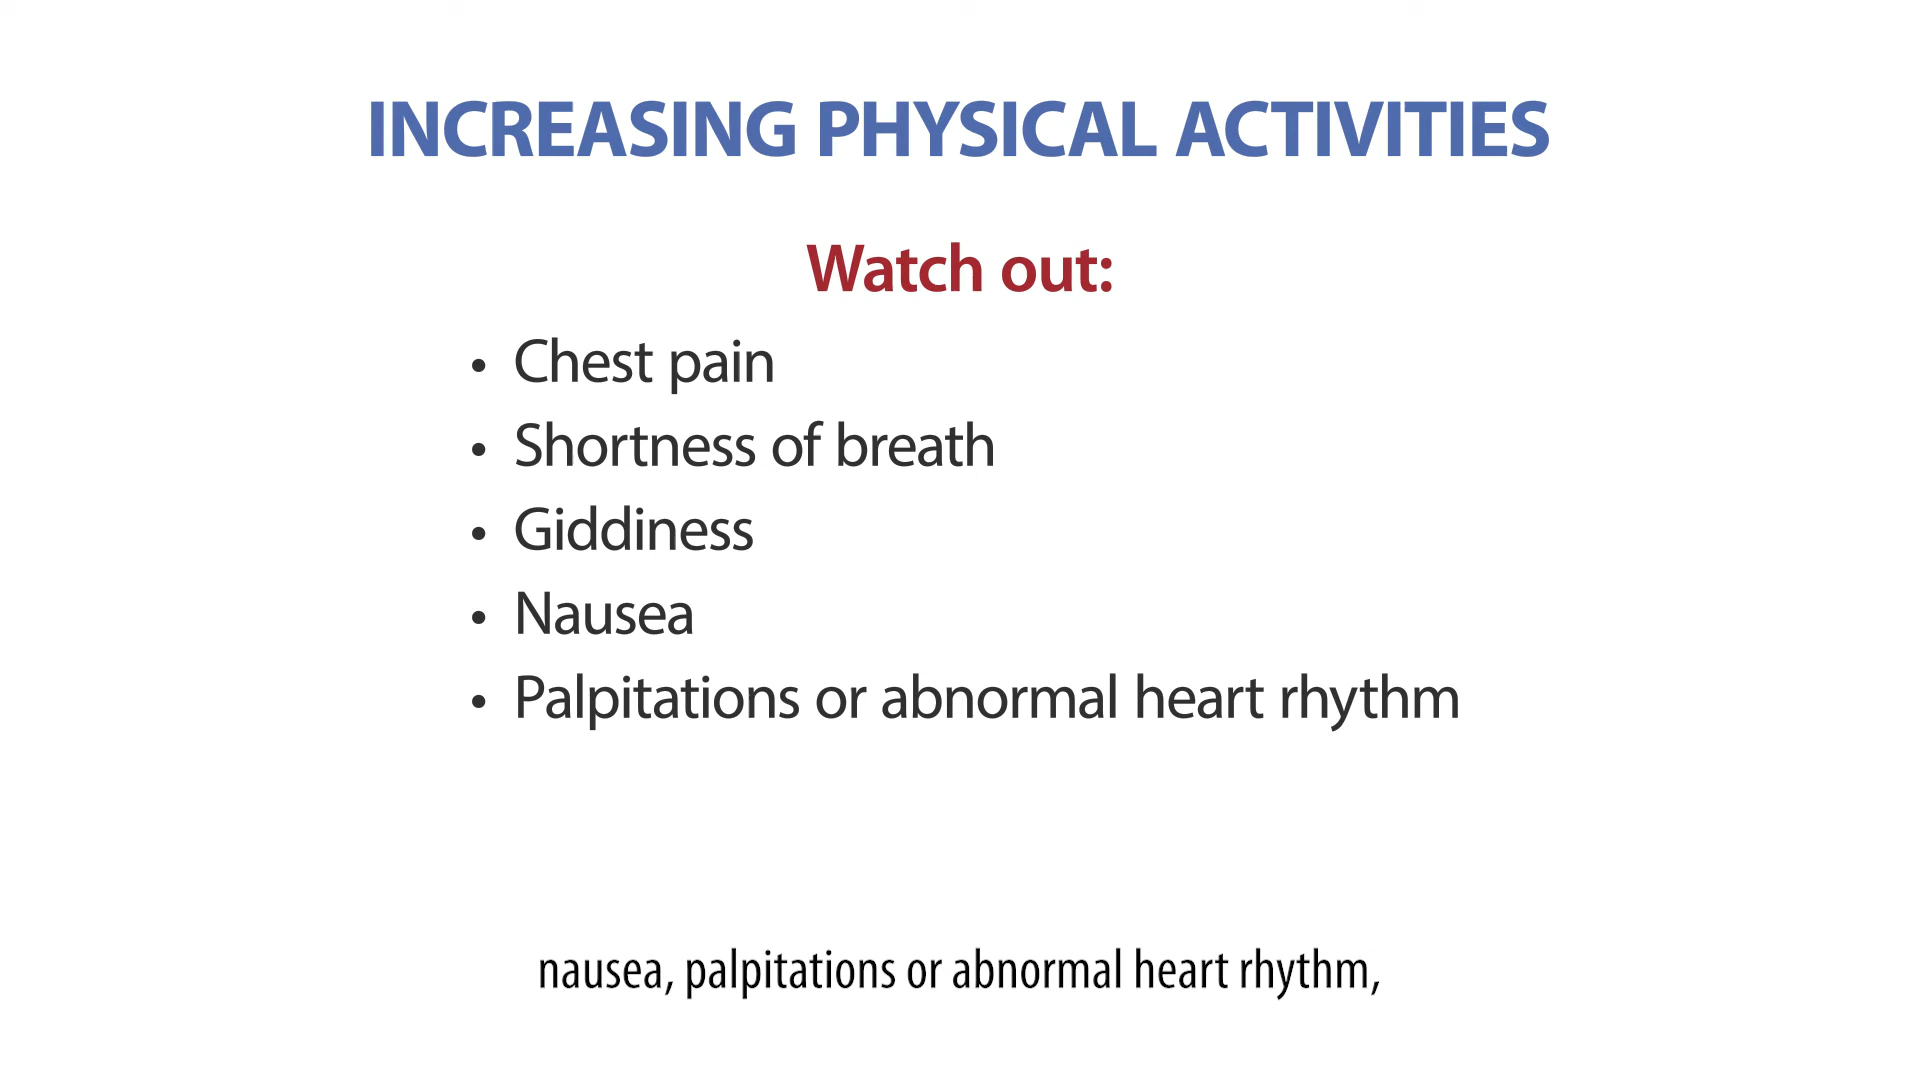 INCREASING PHYSICAL ACTIVITIES
Watch out:
• Chest pain
• Shortness of breath
• Giddiness
• Nausea
• Palpitations or abnormal heart rhythm
nausea, palpitations or abnormal heart rhythm,